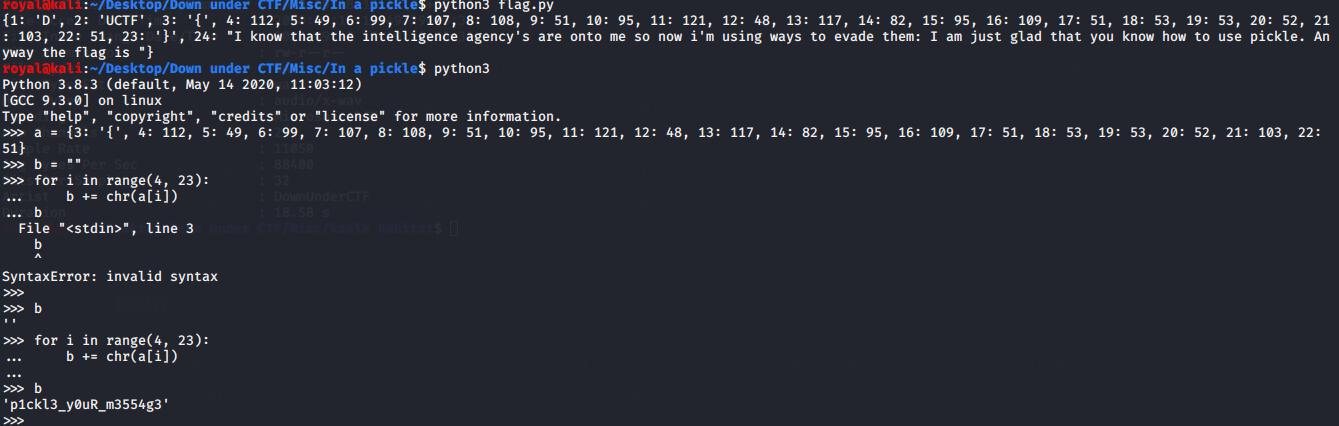 royal@kali:~/Desktop/Down under CTF/Misc/In a pickle$ python3 flag.py
{1: 'D', 2: 'UCTF', 3: '{', 4: 112, 5: 49, 6: 99, 7: 107, 8: 108, 9: 51, 10: 95, 11: 121, 12: 48, 13: 117, 14: 82, 15: 95, 16: 109, 17: 51, 18: 53, 19: 53, 20: 52, 21
: 103, 22: 51, 23: '}', 24: "I know that the intelligence agency's are onto me so now i'm using ways to evade them: I am just glad that you know how to use pickle. An
yway the flag is "}
royal@kali:~/Desktop/Down under CTF/Misc/In a pickle$ python3
Python 3.8.3 (default, May 14 2020, 11:03:12)
[GCC 9.3.0] on linux
Type "help", "copyright", "credits" or "license" for more information.
>>> a = {3: '{', 4: 112, 5: 49, 6: 99, 7: 107, 8: 108, 9: 51, 10: 95, 11: 121, 12: 48, 13: 117, 14: 82, 15: 95, 16: 109, 17: 51, 18: 53, 19: 53, 20: 52, 21: 103, 22:
51}
>>> b = ""
>>> for i in range(4, 23):
...     b += chr(a[i])
... b
  File "<stdin>", line 3
    b
    ^
SyntaxError: invalid syntax
>>>
>>> b
''
>>> for i in range(4, 23):
...     b += chr(a[i])
...
>>> b
'p1ckl3_y0uR_m3554g3'
>>>